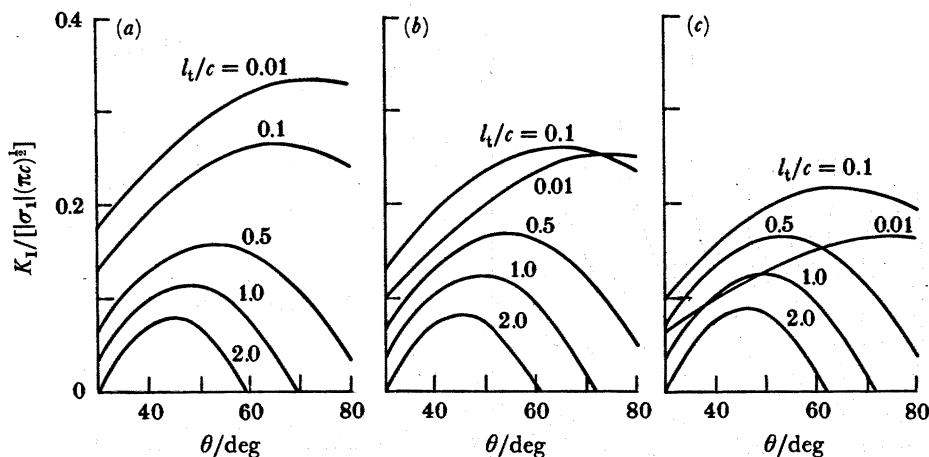 0.4
(a)
(b)
(c)
l_t/c = 0.01
0.1
0.5
1.0
2.0
l_t/c = 0.1
0.01
0.5
1.0
2.0
l_t/c = 0.1
0.01
0.5
1.0
2.0
0.2
0
K_I/[|σ_1|(πc)^{1/2}]
40 60 80
40 60 80
40 60 80
θ/deg
θ/deg
θ/deg